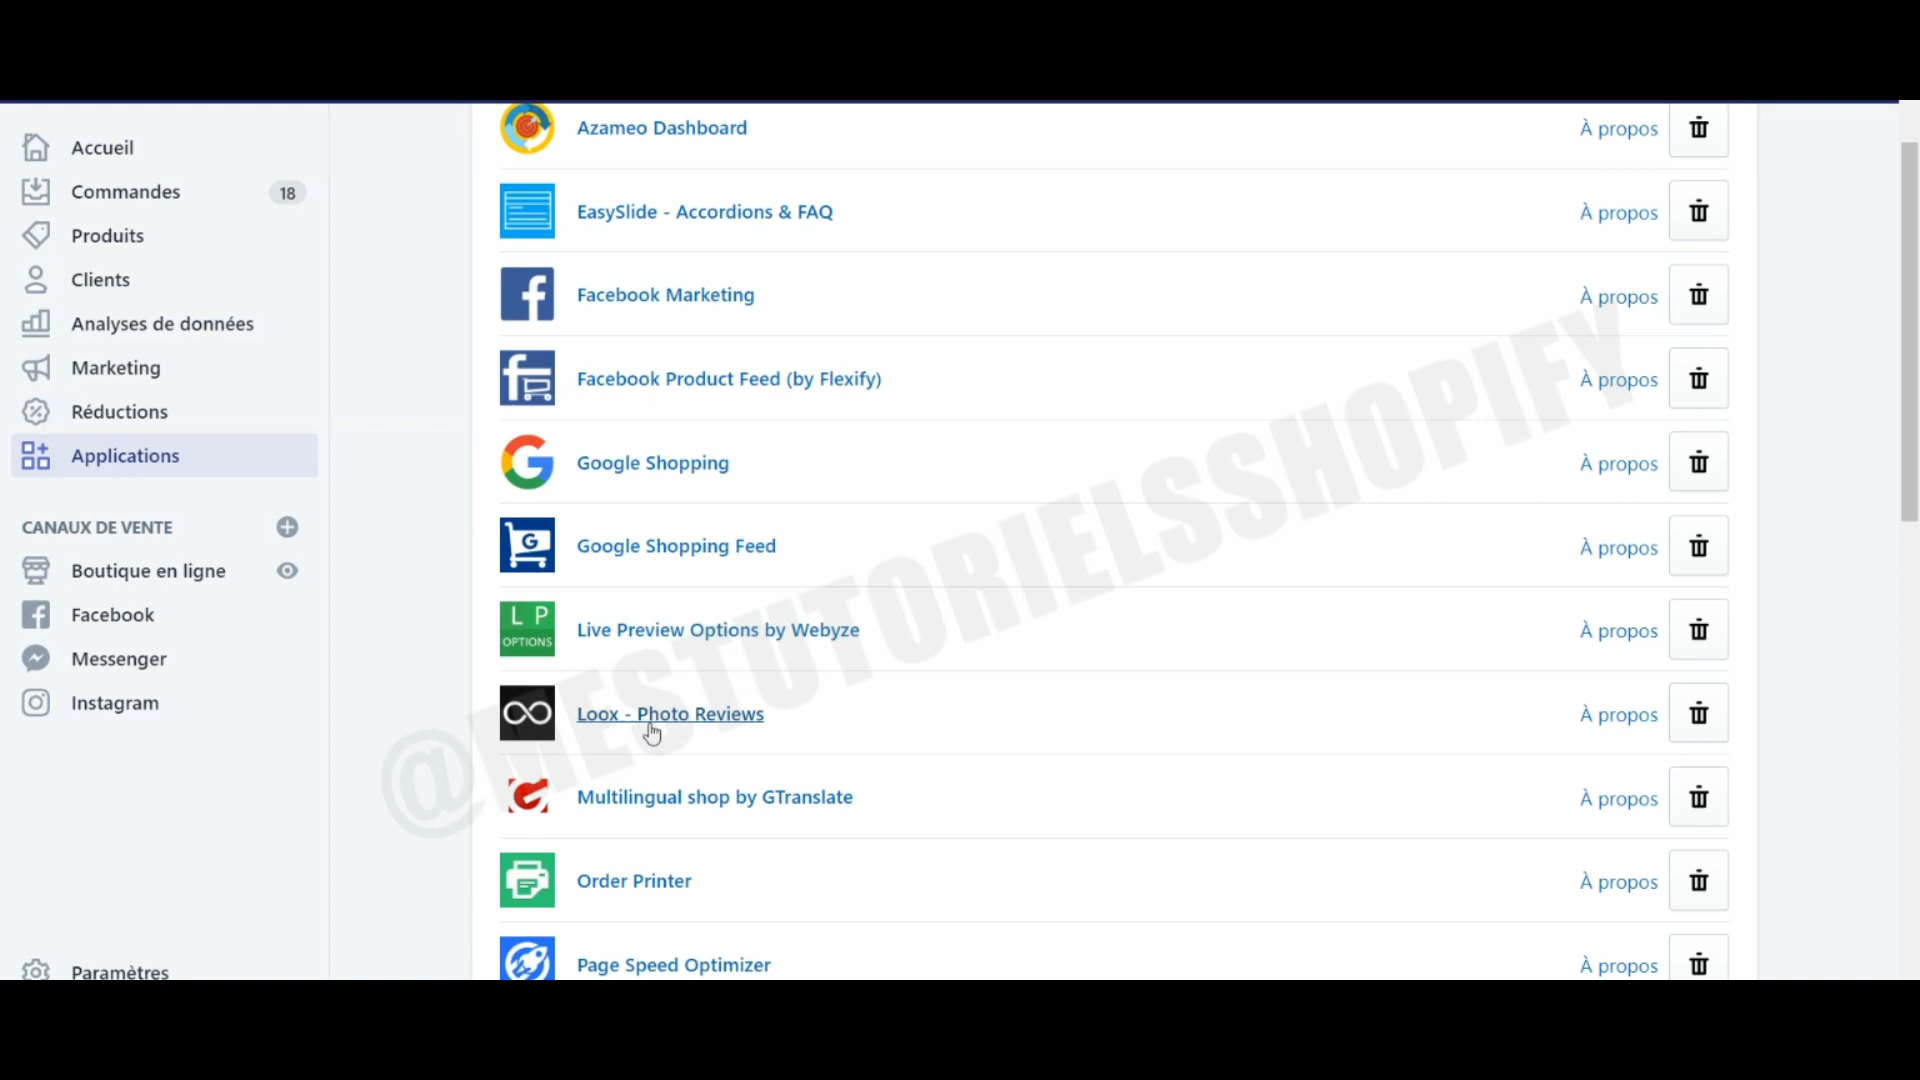 Accueil
Commandes
18
Produits
Clients
Analyses de données
Marketing
Réductions
Applications
CANAUX DE VENTE
Boutique en ligne
Facebook
Messenger
Instagram
Paramètres
Azameo Dashboard
À propos
EasySlide - Accordions & FAQ
À propos
Facebook Marketing
À propos
Facebook Product Feed (by Flexify)
À propos
Google Shopping
À propos
Google Shopping Feed
À propos
L P
OPTIONS
Live Preview Options by Webyze
À propos
Loox - Photo Reviews
À propos
Multilingual shop by GTranslate
À propos
Order Printer
À propos
Page Speed Optimizer
À propos
@MESTUTORIELSSHOPIFY